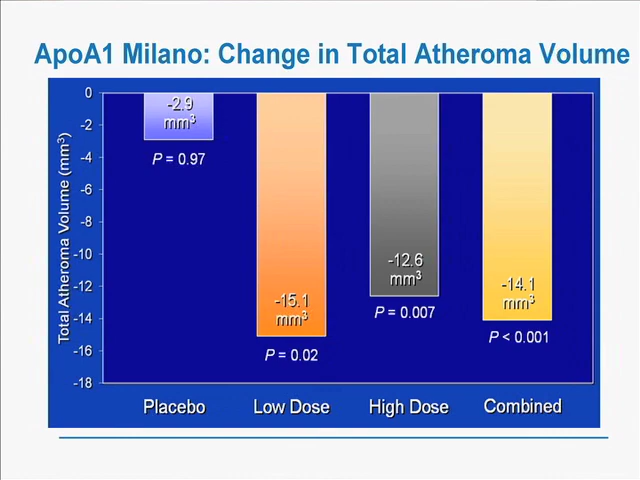 ApoA1 Milano: Change in Total Atheroma Volume
Total Atheroma Volume (mm³)
0
-2
-4
-6
-8
-10
-12
-14
-16
-18
-2.9
mm³
P = 0.97
-15.1
mm³
P = 0.02
-12.6
mm³
P = 0.007
-14.1
mm³
P < 0.001
Placebo
Low Dose
High Dose
Combined